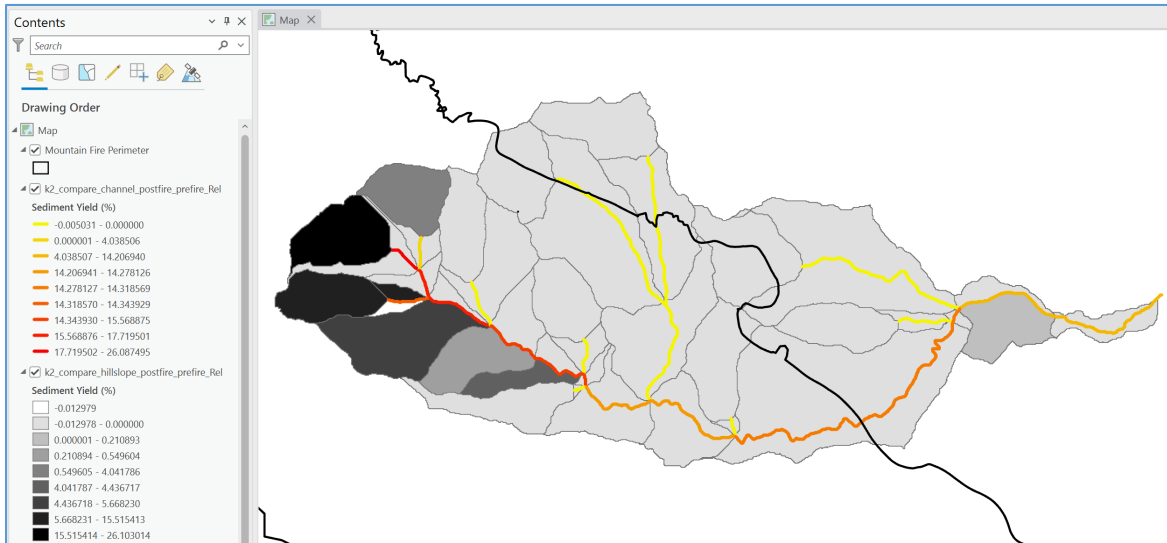 Contents
Map
Search
Drawing Order
Map
Mountain Fire Perimeter
k2_compare_channel_postfire_prefire_Rel
Sediment Yield (%)
-0.005031 - 0.000000
0.000001 - 4.038506
4.038507 - 14.206940
14.206941 - 14.278126
14.278127 - 14.318569
14.318570 - 14.343929
14.343930 - 15.568875
15.568876 - 17.719501
17.719502 - 26.087495
k2_compare_hillslope_postfire_prefire_Rel
Sediment Yield (%)
-0.012979
-0.012978 - 0.000000
0.000001 - 0.210893
0.210894 - 0.549604
0.549605 - 4.041786
4.041787 - 4.436717
4.436718 - 5.668230
5.668231 - 15.515413
15.515414 - 26.103014